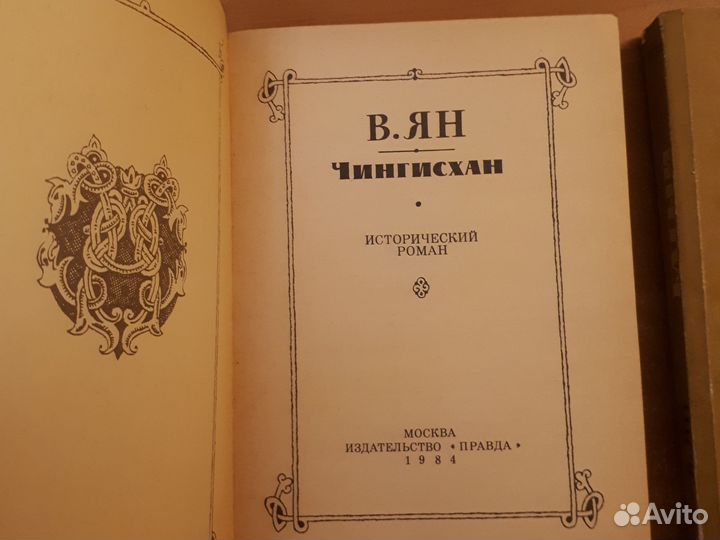 В. ЯН
ЧИНГИСХАН
ИСТОРИЧЕСКИЙ
РОМАН
МОСКВА
ИЗДАТЕЛЬСТВО «ПРАВДА»
1984
Avito